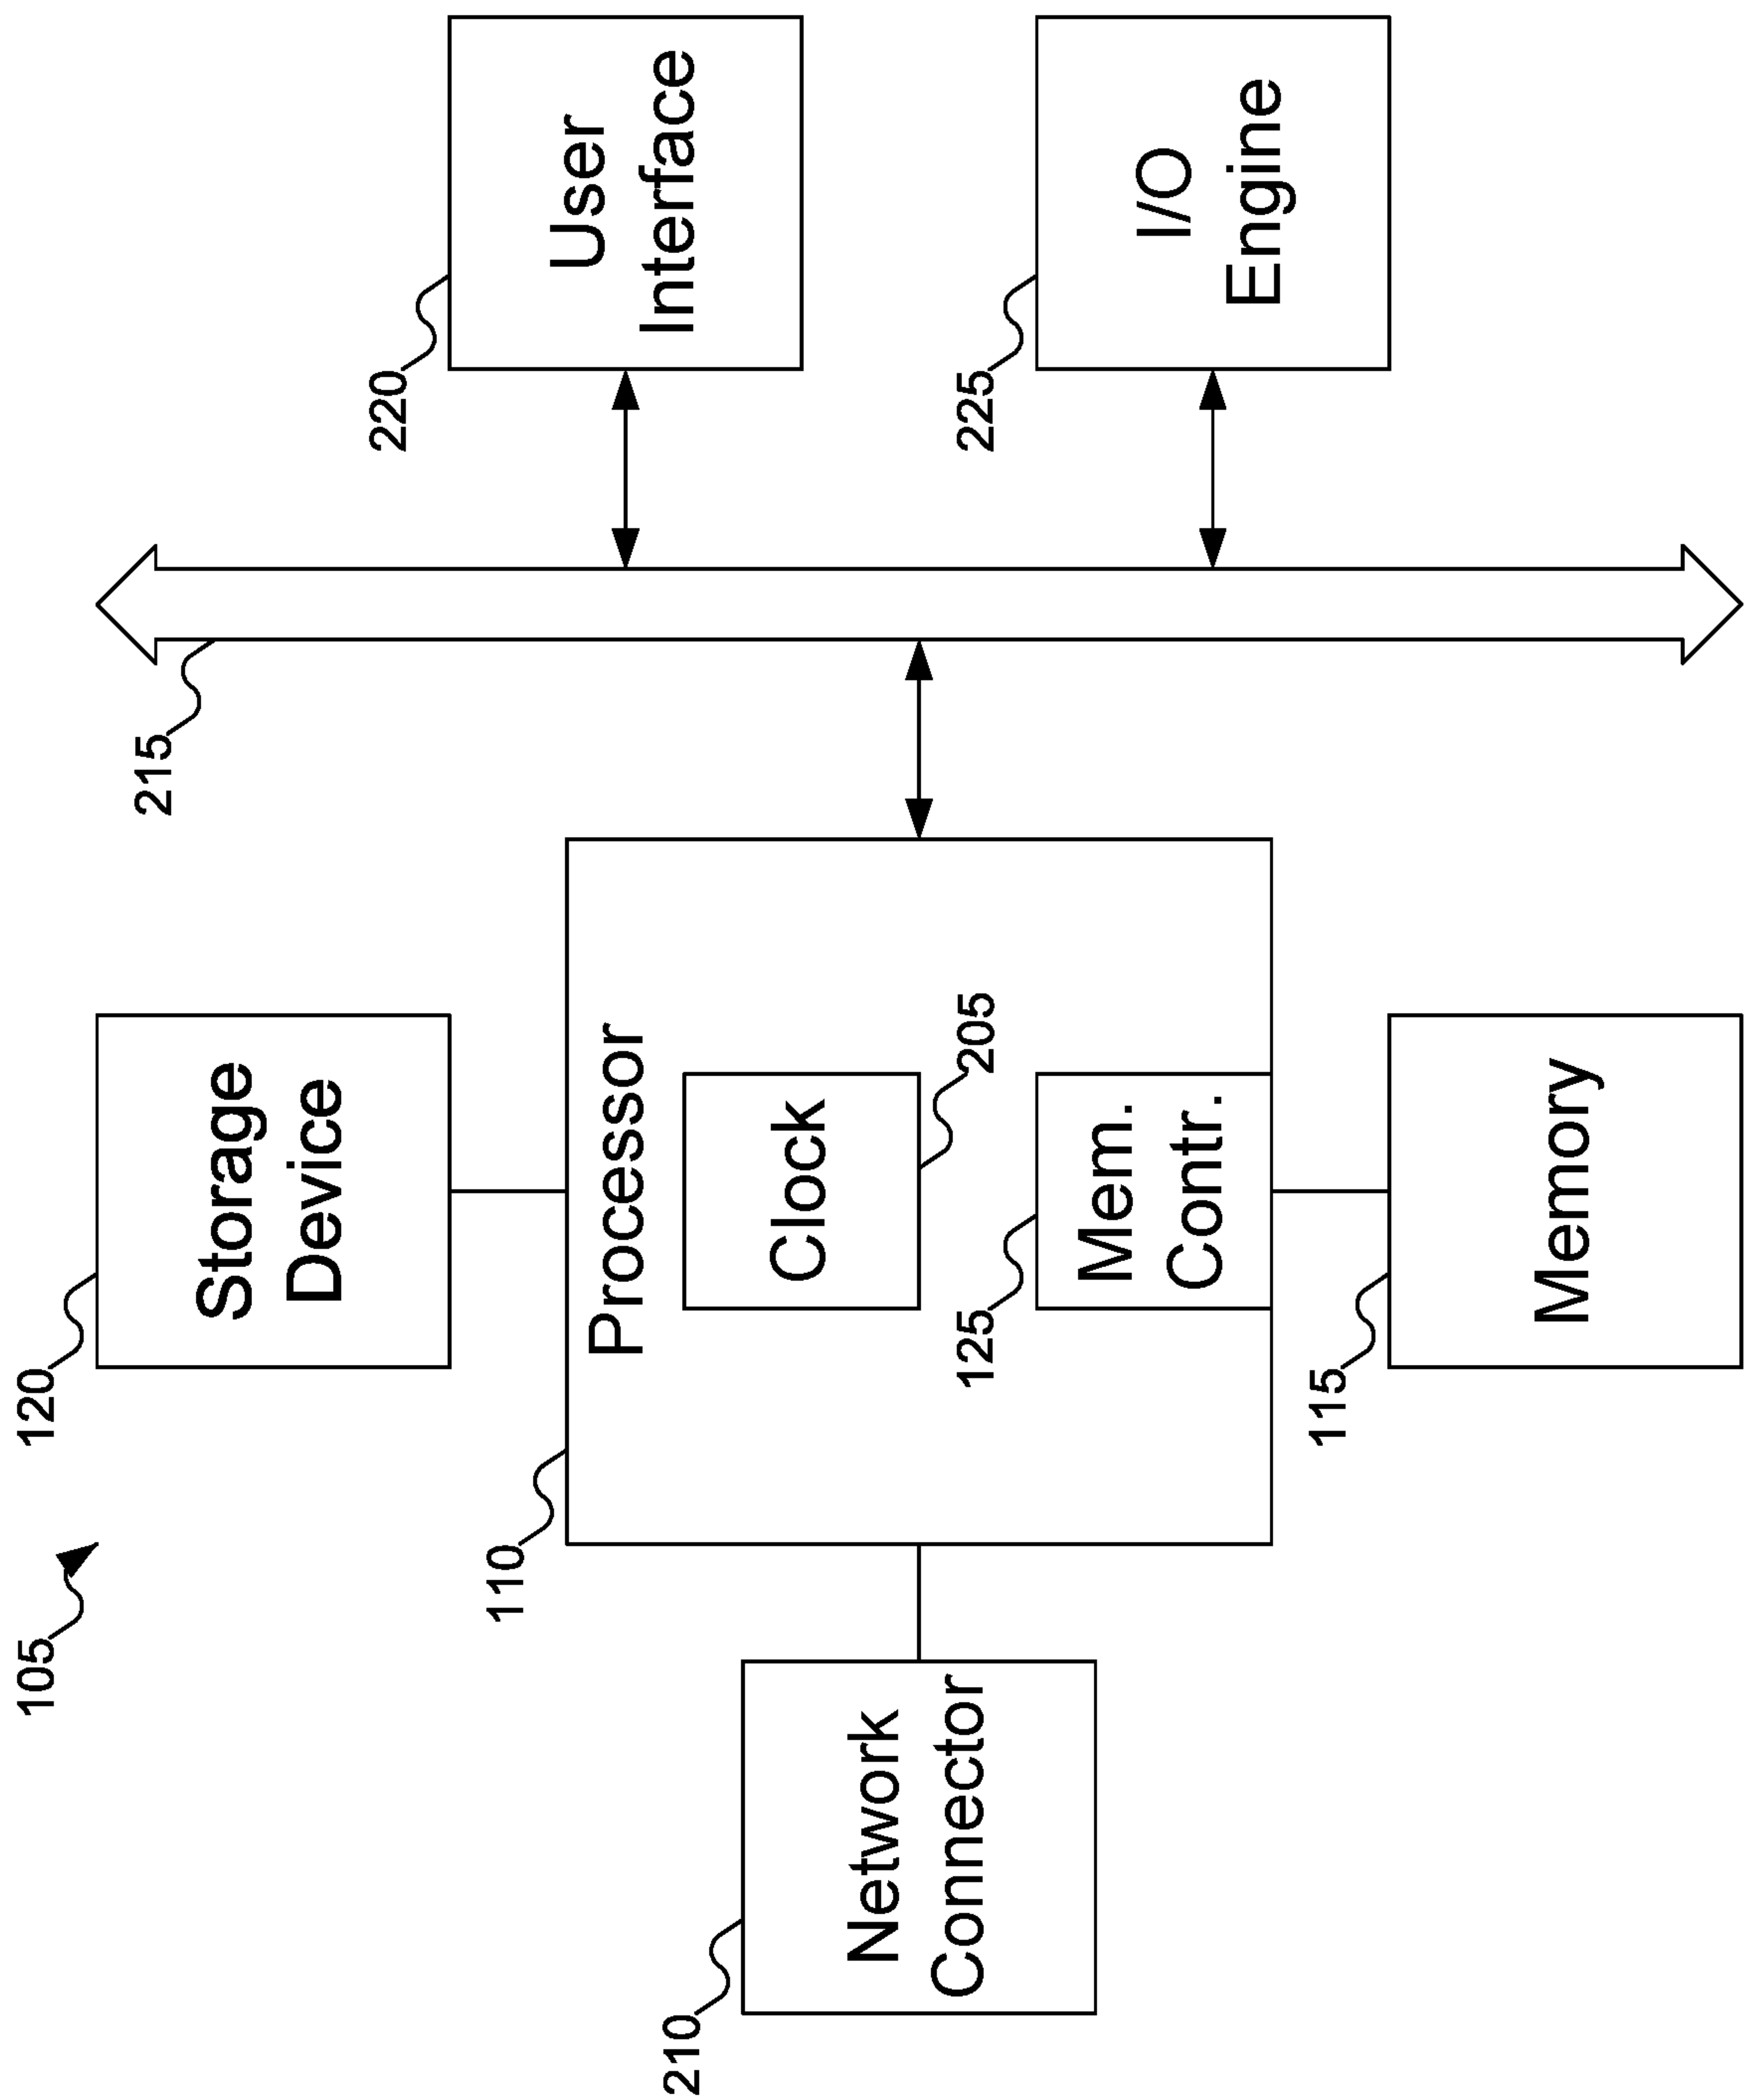 105
120
215
Storage
Device
220
110
User
Interface
Processor
210
Network
Connector
Clock
125
205
225
Mem.
Contr.
I/O
Engine
115
Memory